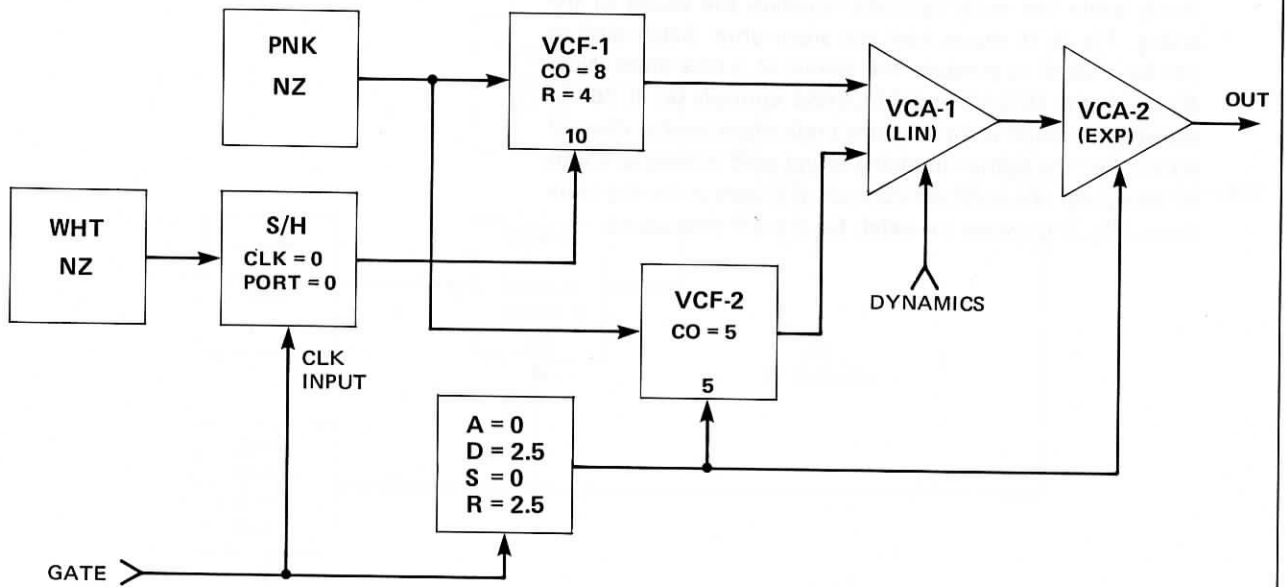 PNK
NZ
VCF-1
CO = 8
R = 4
10
VCA-1
(LIN)
VCA-2
(EXP)
OUT
WHT
NZ
S/H
CLK = 0
PORT = 0
CLK
INPUT
VCF-2
CO = 5
5
DYNAMICS
A = 0
D = 2.5
S = 0
R = 2.5
GATE